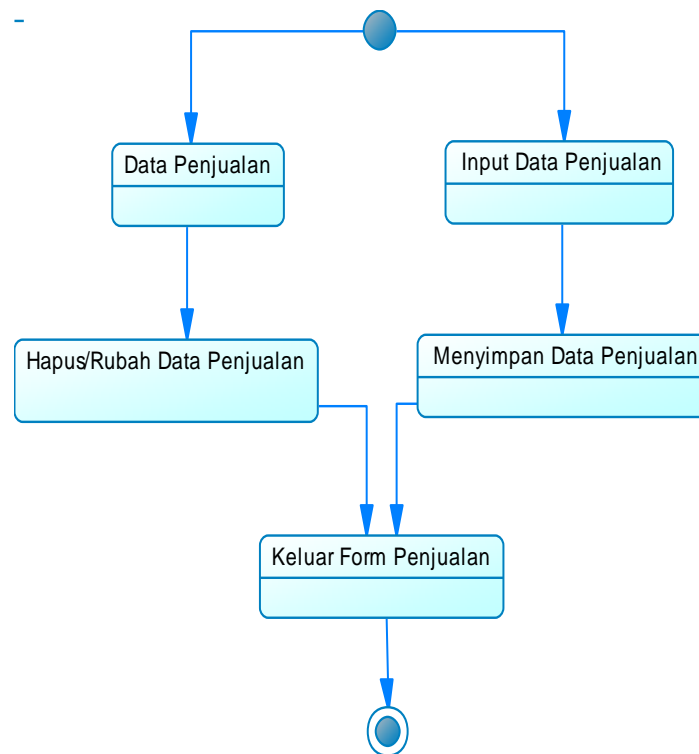 Data Penjualan
Input Data Penjualan
Hapus/Rubah Data Penjualan
Menyimpan Data Penjualan
Keluar Form Penjualan